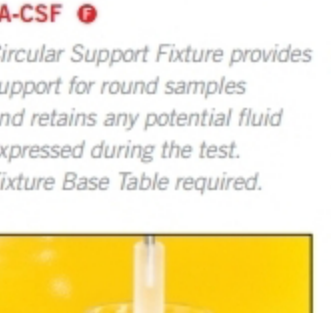 A-CSF F
ircular Support Fixture provides
upport for round samples
nd retains any potential fluid
xpressed during the test.
ixture Base Table required.